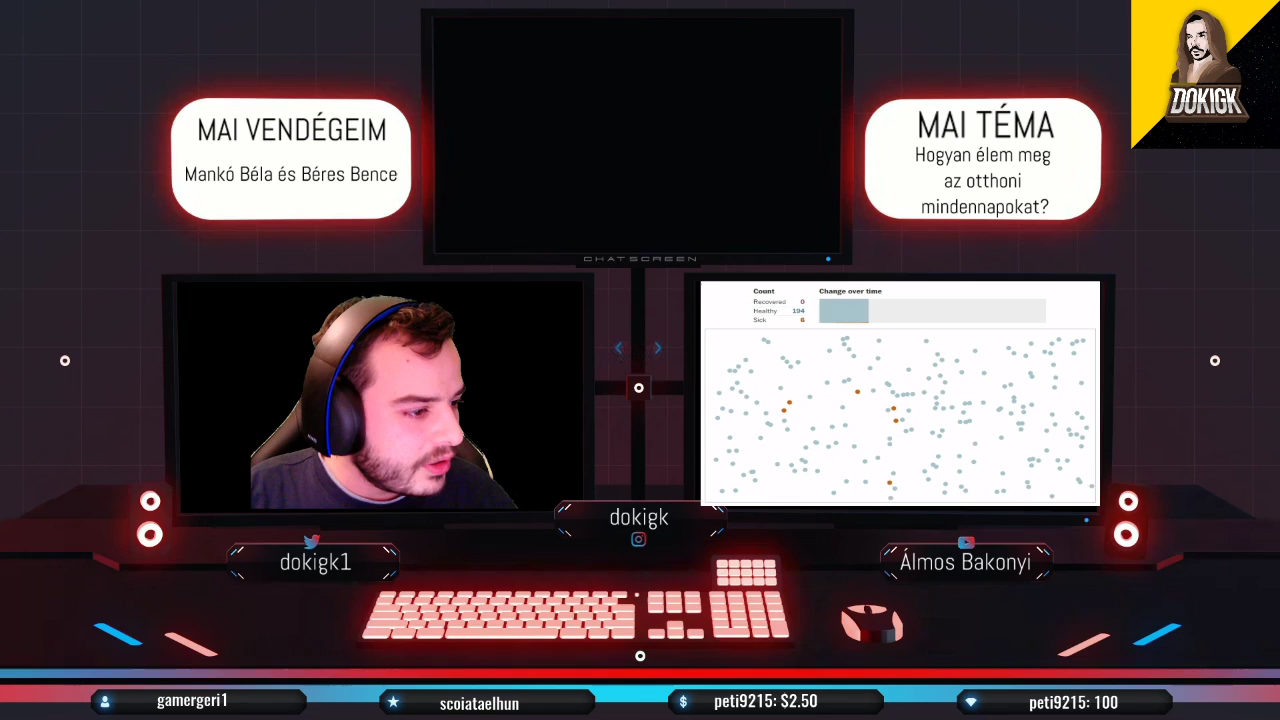 DOKIGK
MAI VENDÉGEIM
Mankó Béla és Béres Bence
MAI TÉMA
Hogyan élem meg
az otthoni
mindennapokat?
CHATSCREEN
Count
Change over time
Recovered 0
Healthy 194
Sick 6
dokigk
dokigk1
Álmos Bakonyi
gamergeri1
scoiataelhun
$
peti9215: $2.50
peti9215: 100